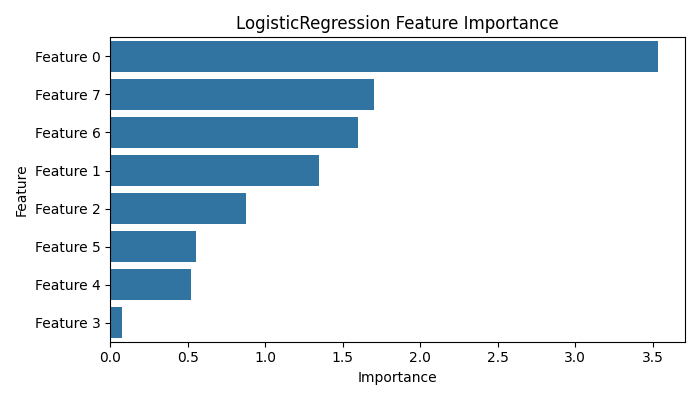 LogisticRegression Feature Importance
Feature
Feature 0
Feature 7
Feature 6
Feature 1
Feature 2
Feature 5
Feature 4
Feature 3
0.0 0.5 1.0 1.5 2.0 2.5 3.0 3.5
Importance